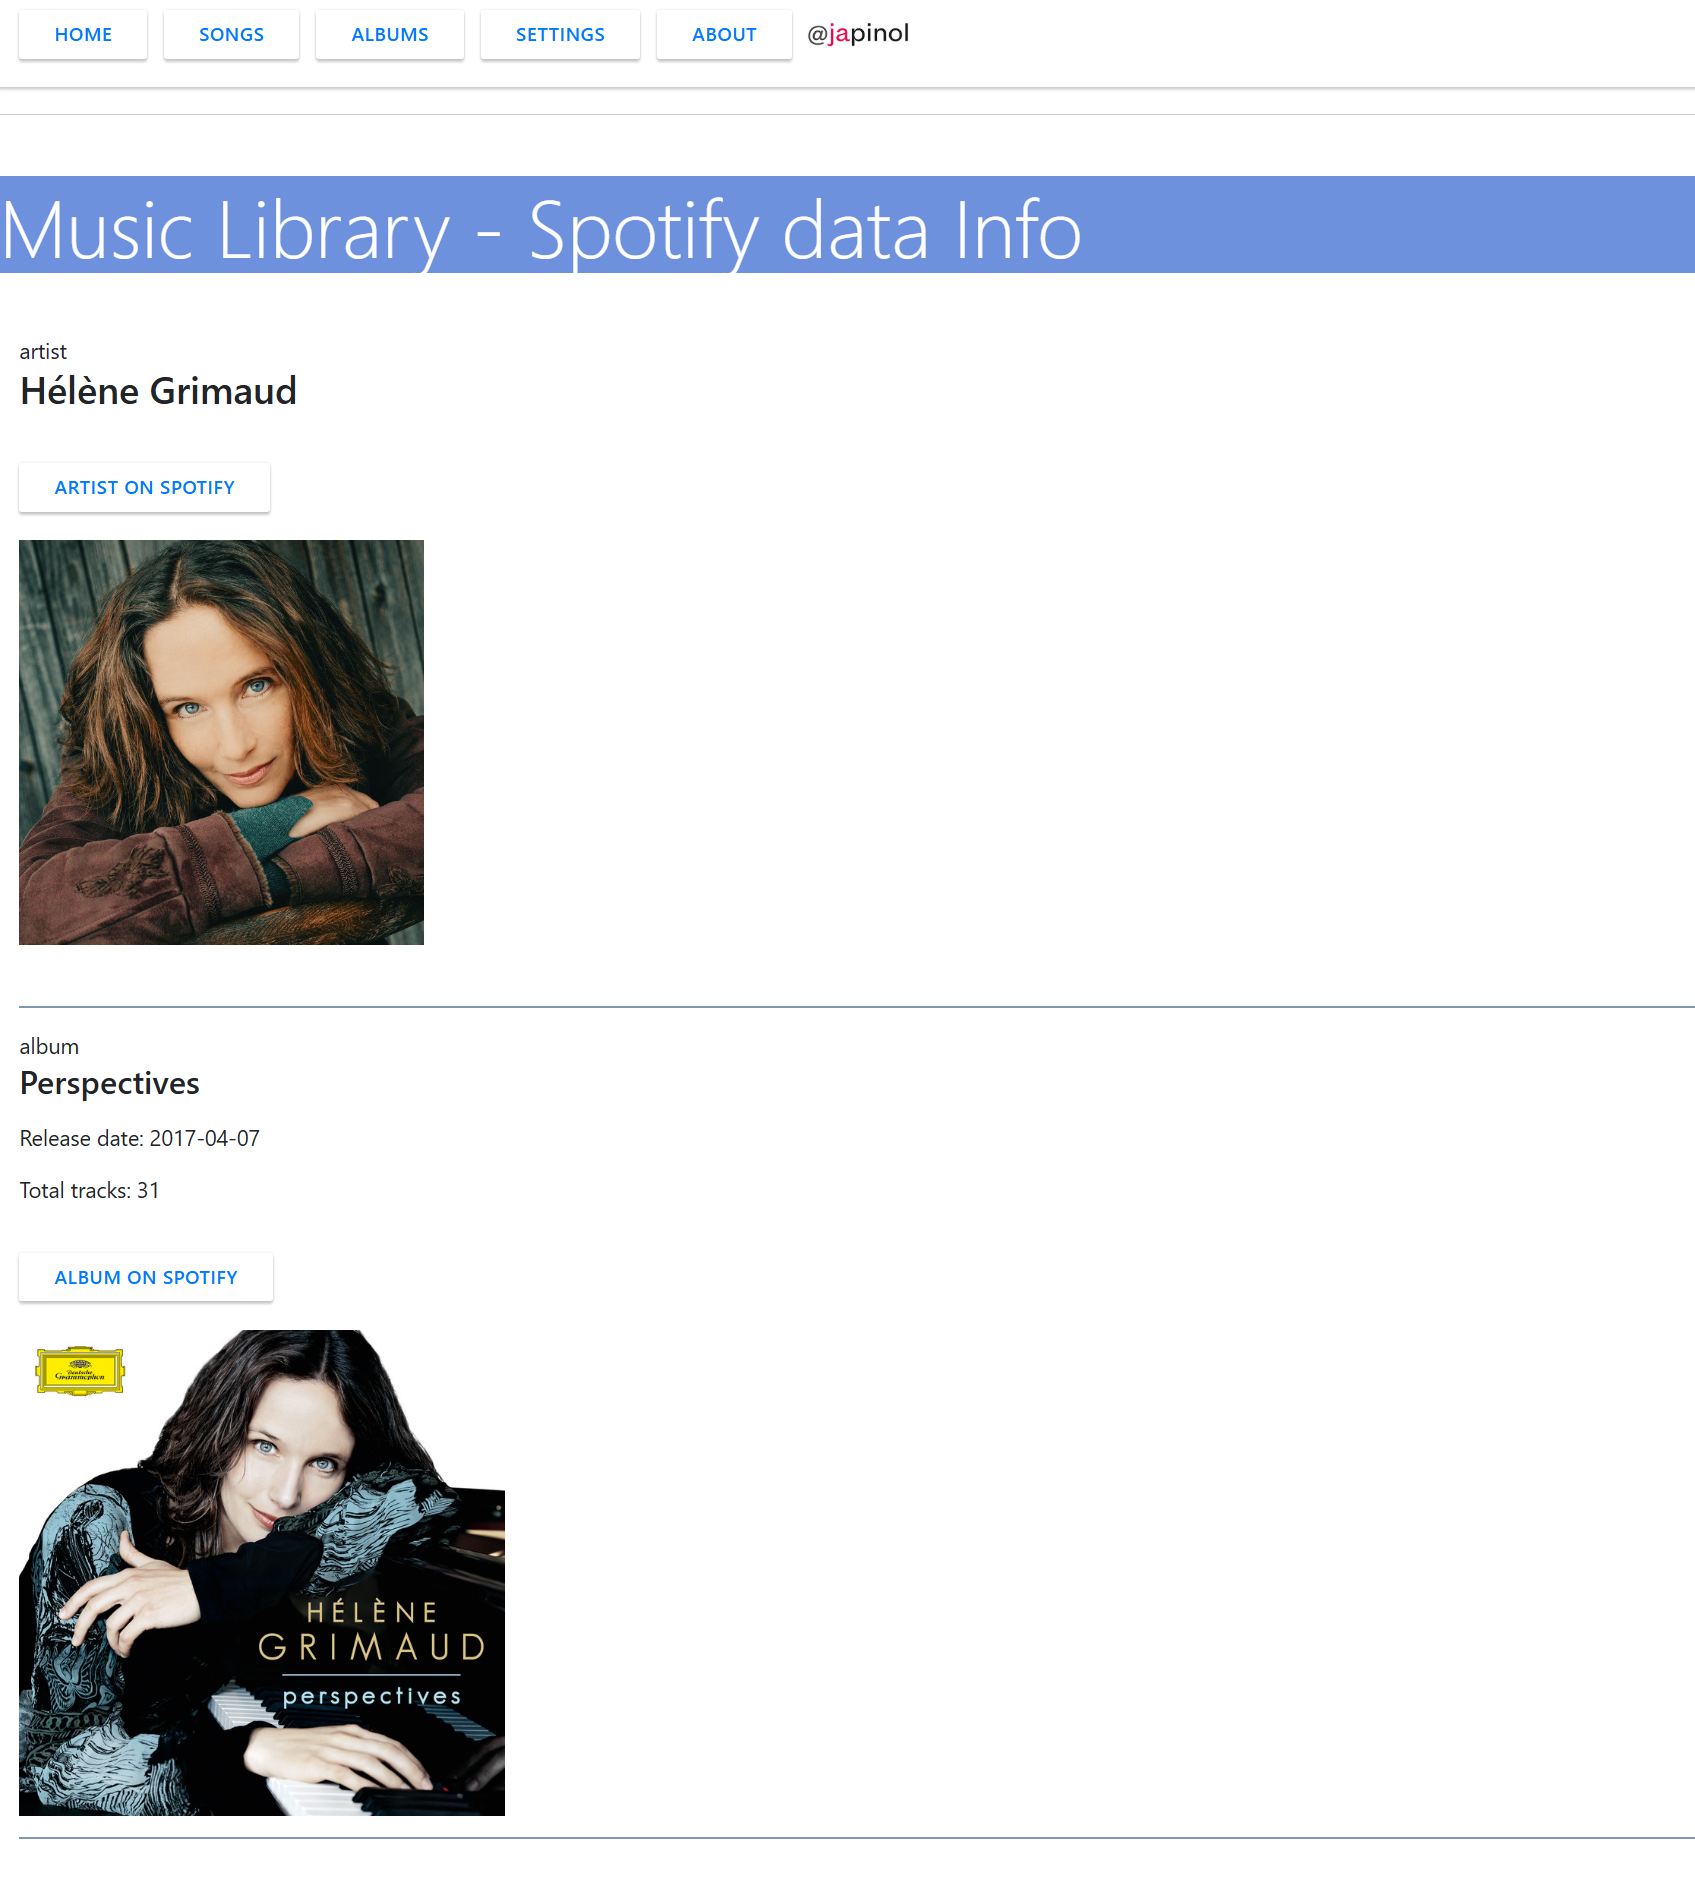 HOME SONGS ALBUMS SETTINGS ABOUT @japinol
Music Library - Spotify data Info
artist
Hélène Grimaud
ARTIST ON SPOTIFY
album
Perspectives
Release date: 2017-04-07
Total tracks: 31
ALBUM ON SPOTIFY
Deutsche
Grammophon
HÉLÈNE
GRIMAUD
perspectives